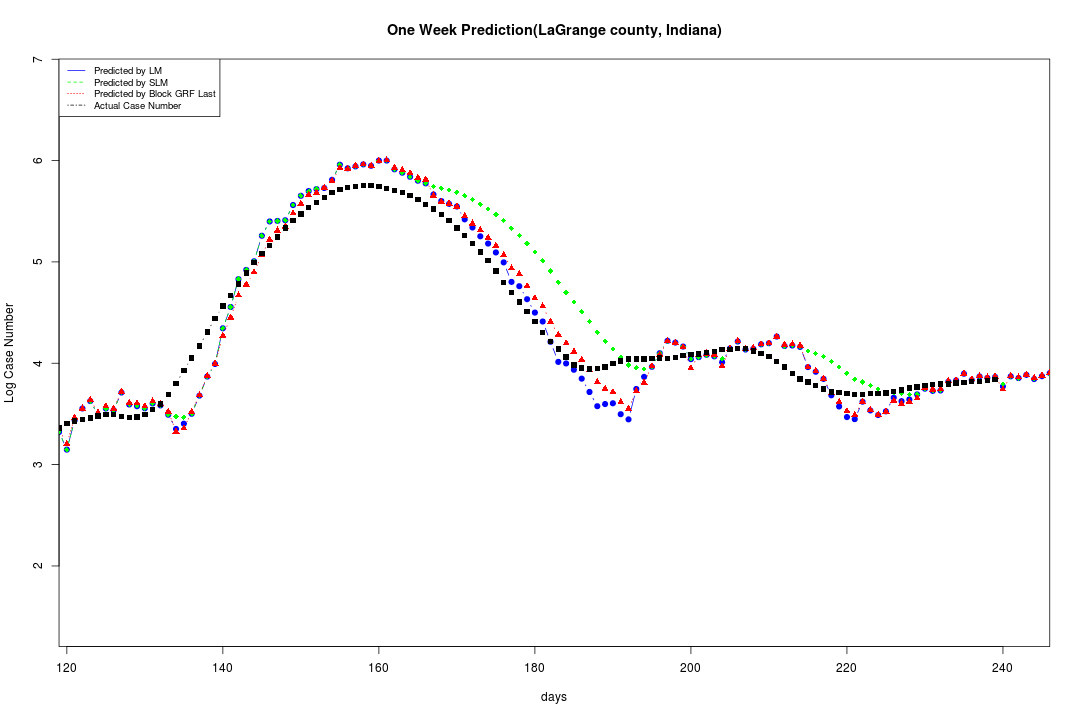 One Week Prediction(LaGrange county, Indiana)
7
Predicted by LM
Predicted by SLM
Predicted by Block GRF Last
Actual Case Number
6
5
4
3
2
Log Case Number
120 140 160 180 200 220 240
days